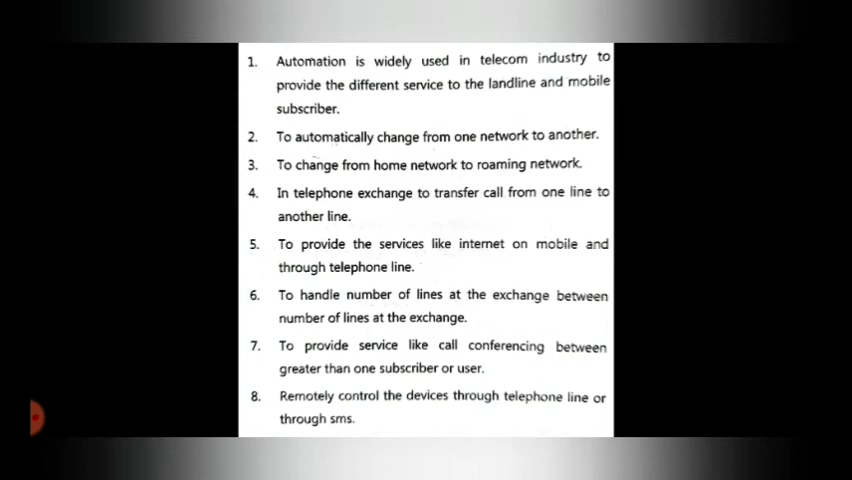 1. Automation is widely used in telecom industry to
provide the different service to the landline and mobile
subscriber.
2. To automatically change from one network to another.
3. To change from home network to roaming network.
4. In telephone exchange to transfer call from one line to
another line.
5. To provide the services like internet on mobile and
through telephone line.
6. To handle number of lines at the exchange between
number of lines at the exchange.
7. To provide service like call conferencing between
greater than one subscriber or user.
8. Remotely control the devices through telephone line or
through sms.